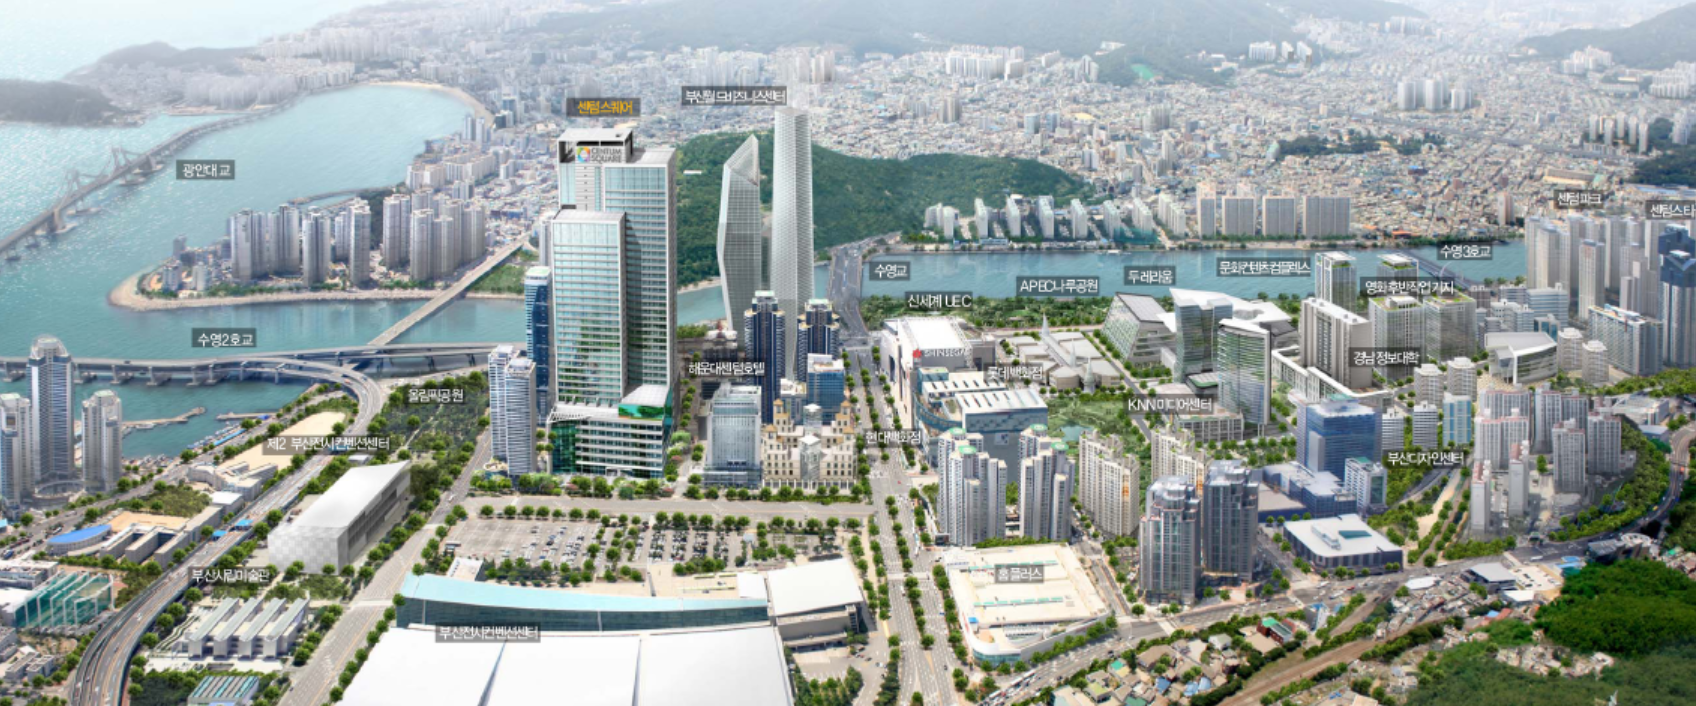 센텀스퀘어
부산월드비즈니스센터
광안대교
CENTUM
SQUARE
센텀파크
센텀스타
수영3호교
수영교
신세계 UEC
APEC나루공원
두레라움
문화컨텐츠컴플렉스
영화후반작업기지
수영2호교
SHINSEGAE
경남정보대학
해운대센텀호텔
롯데백화점
올림픽공원
KNN미디어센터
제2 부산전시컨벤션센터
현대백화점
부산디자인센터
부산시립미술관
홈플러스
부산전시컨벤션센터